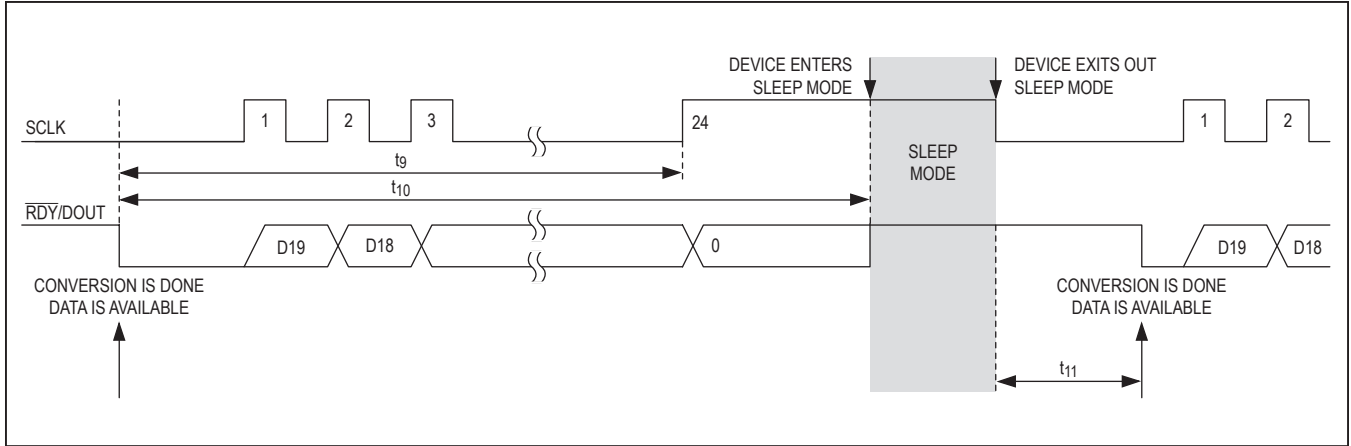 DEVICE ENTERS
SLEEP MODE
DEVICE EXITS OUT
SLEEP MODE
SCLK
1
2
3
24
1
2
SLEEP
MODE
t9
t10
RDY/DOUT
D19
D18
0
D19
D18
CONVERSION IS DONE
DATA IS AVAILABLE
CONVERSION IS DONE
DATA IS AVAILABLE
t11